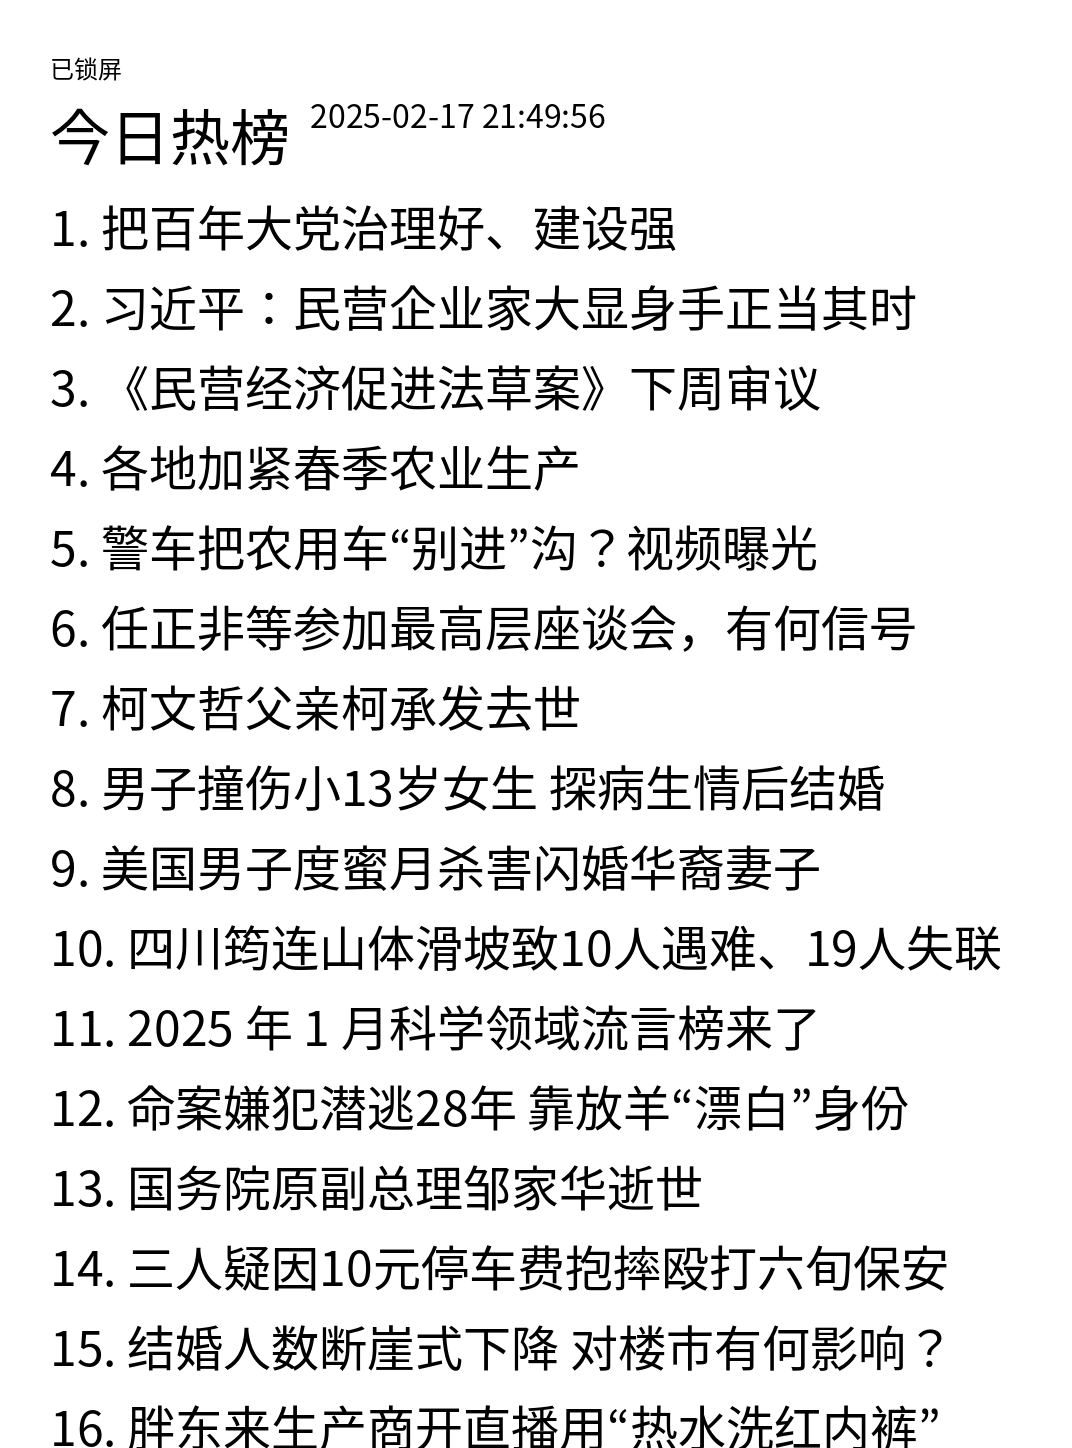 已锁屏
今日热榜 2025-02-17 21:49:56
1. 把百年大党治理好、建设强
2. 习近平：民营企业家大显身手正当其时
3. 《民营经济促进法草案》下周审议
4. 各地加紧春季农业生产
5. 警车把农用车“别进”沟？视频曝光
6. 任正非等参加最高层座谈会，有何信号
7. 柯文哲父亲柯承发去世
8. 男子撞伤小13岁女生 探病生情后结婚
9. 美国男子度蜜月杀害闪婚华裔妻子
10. 四川筠连山体滑坡致10人遇难、19人失联
11. 2025 年 1 月科学领域流言榜来了
12. 命案嫌犯潜逃28年 靠放羊“漂白”身份
13. 国务院原副总理邹家华逝世
14. 三人疑因10元停车费抱摔殴打六旬保安
15. 结婚人数断崖式下降 对楼市有何影响？
16. 胖东来生产商开直播用“热水洗红内裤”